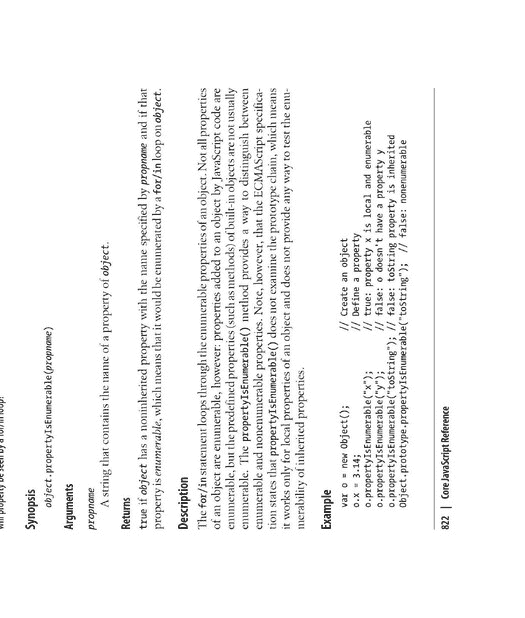 will property be seen by a for/in loop?
Synopsis
object.propertyIsEnumerable(propname)
Arguments
propname
A string that contains the name of a property of object.
Returns
true if object has a noninherited property with the name specified by propname and if that
property is enumerable, which means that it would be enumerated by a for/in loop on object.
Description
The for/in statement loops through the enumerable properties of an object. Not all properties
of an object are enumerable, however: properties added to an object by JavaScript code are
enumerable, but the predefined properties (such as methods) of built-in objects are not usually
enumerable. The propertyIsEnumerable() method provides a way to distinguish between
enumerable and nonenumerable properties. Note, however, that the ECMAScript specifica-
tion states that propertyIsEnumerable() does not examine the prototype chain, which means
it works only for local properties of an object and does not provide any way to test the enu-
merability of inherited properties.
Example
var o = new Object(); // Create an object
o.x = 3.14; // Define a property
o.propertyIsEnumerable("x"); // true: property x is local and enumerable
o.propertyIsEnumerable("y"); // false: o doesn't have a property y
o.propertyIsEnumerable("toString"); // false: toString property is inherited
Object.prototype.propertyIsEnumerable("toString"); // false: nonenumerable
822 | Core JavaScript Reference